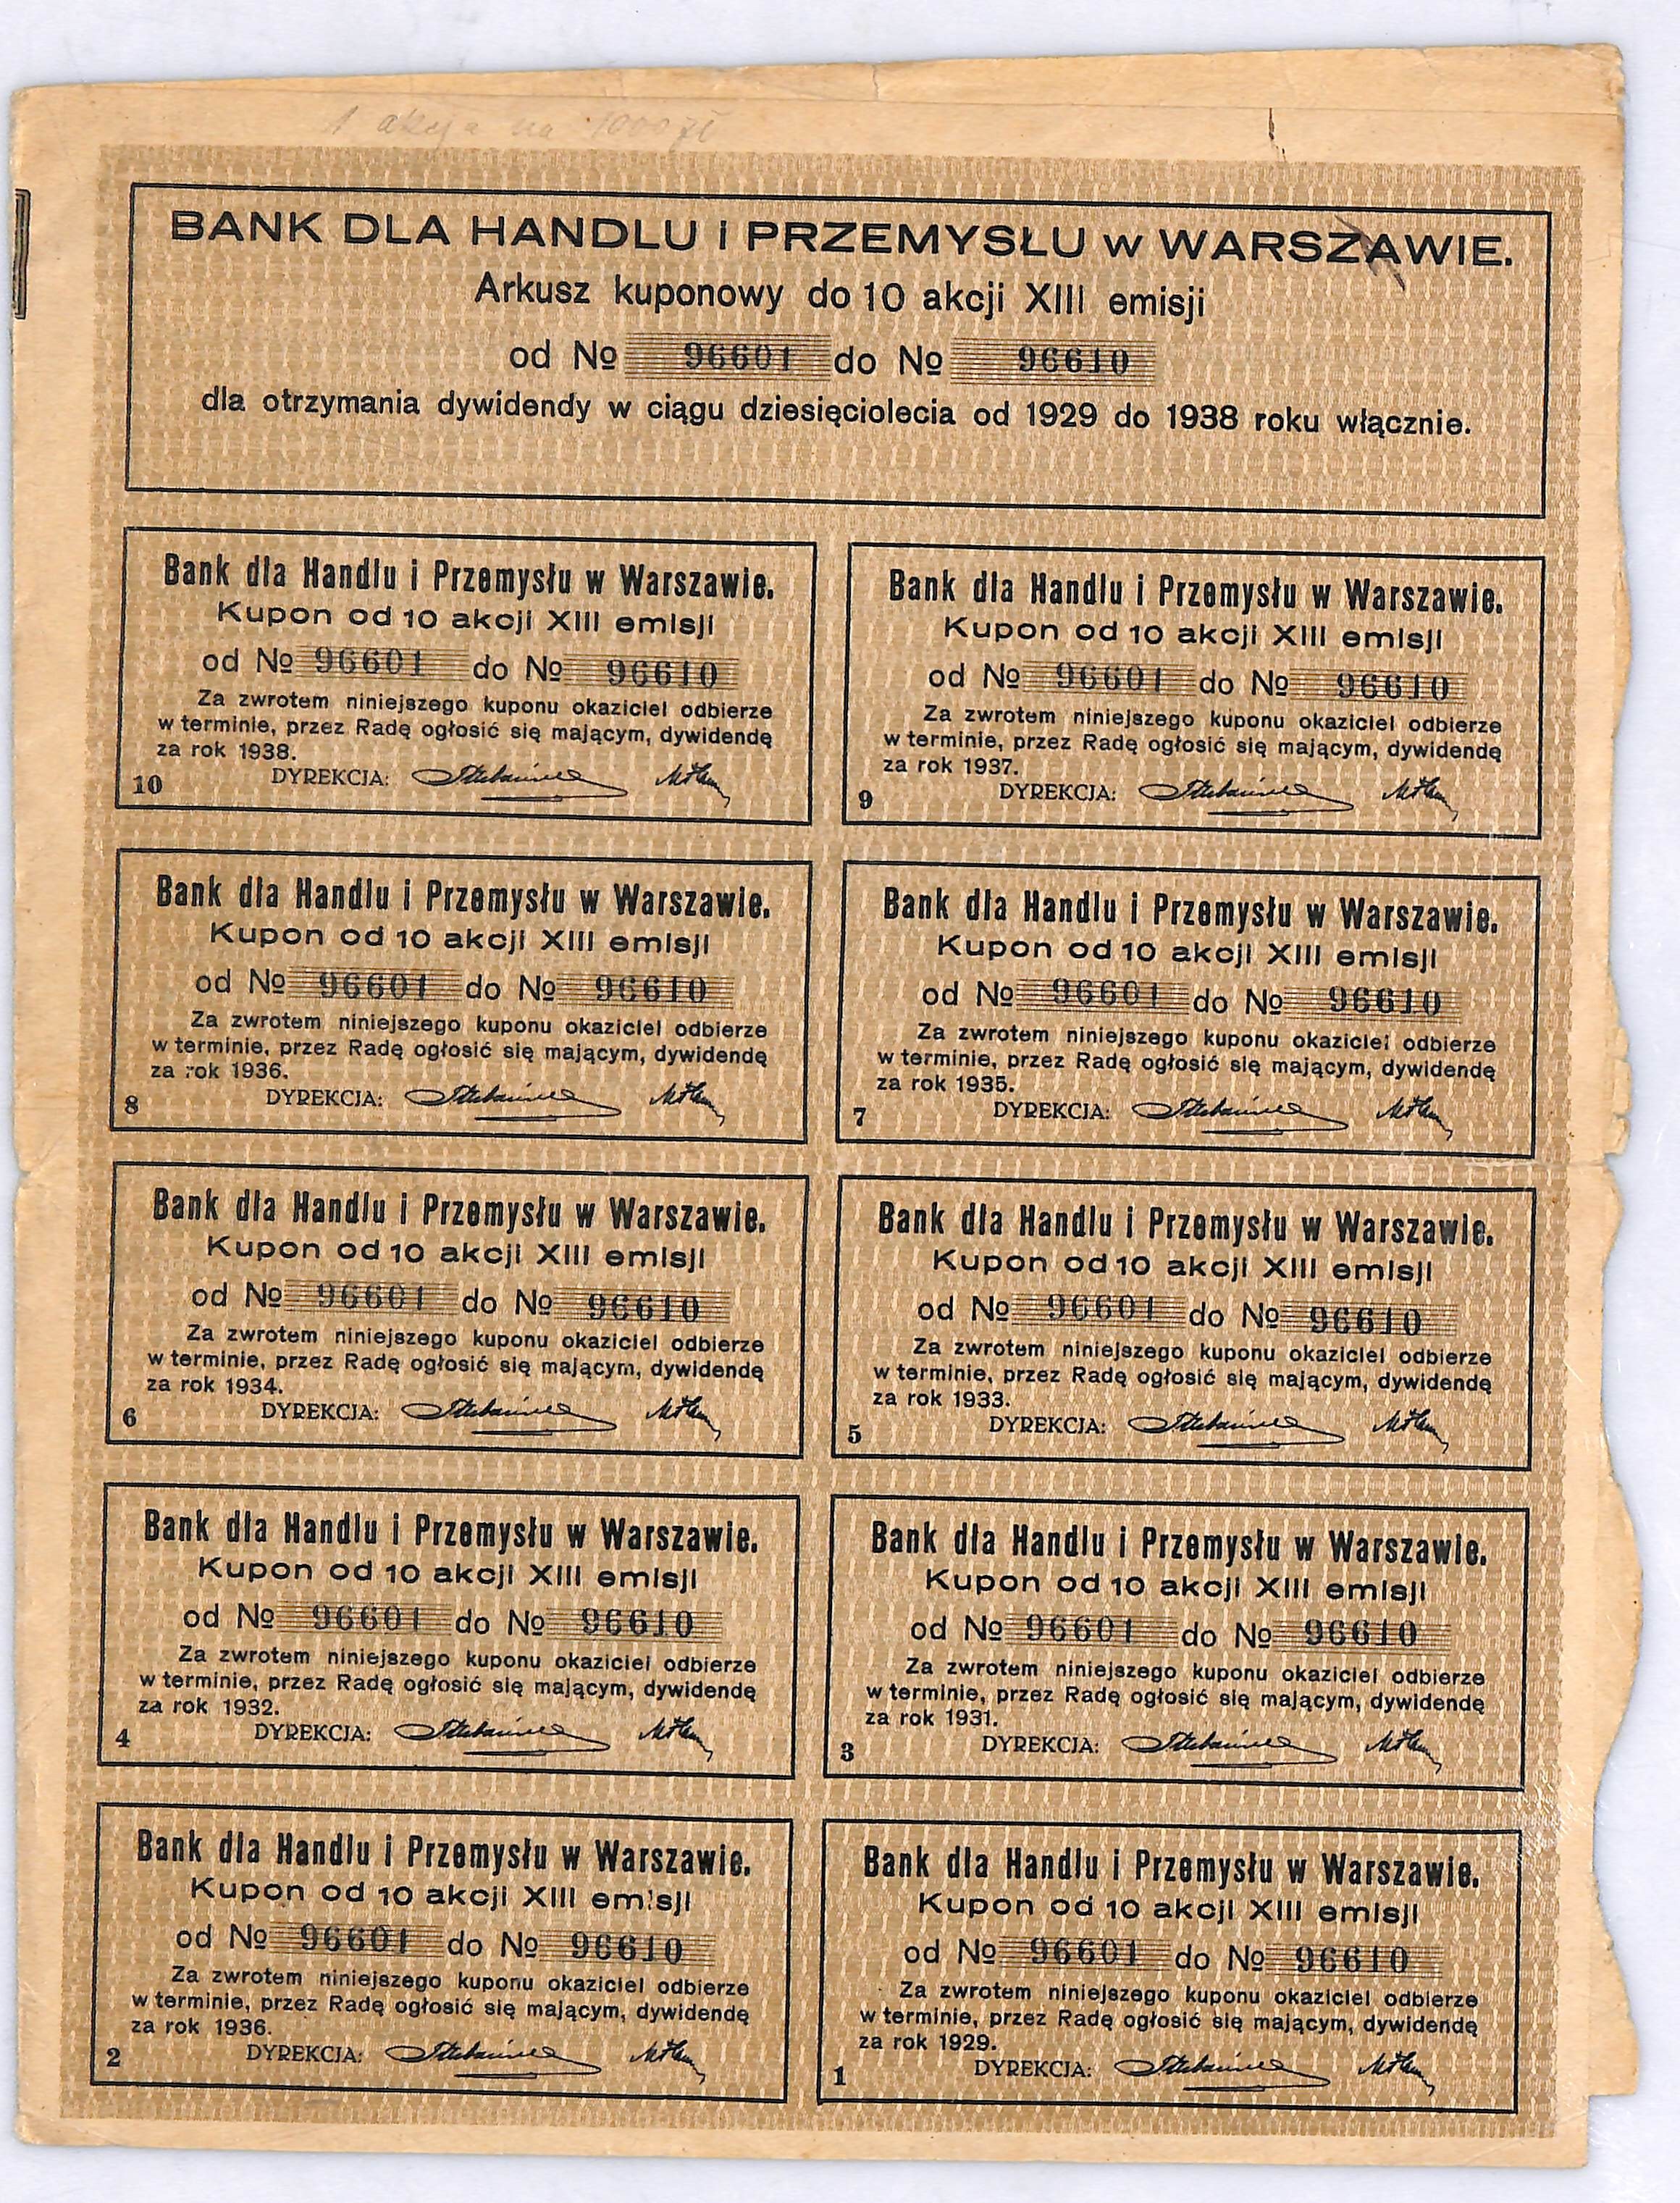 1 akcja na 1000 zł
BANK DLA HANDLU i PRZEMYSŁU w WARSZAWIE.
Arkusz kuponowy do 10 akcji XIII emisji
od № 96601 do № 96610
dla otrzymania dywidendy w ciągu dziesięciolecia od 1929 do 1938 roku włącznie.
Bank dla Handlu i Przemysłu w Warszawie.
Kupon od 10 akcji XIII emisji
od № 96601 do № 96610
Za zwrotem niniejszego kuponu okaziciel odbierze
w terminie, przez Radę ogłosić się mającym, dywidendę
za rok 1938.
10 DYREKCJA:
Bank dla Handlu i Przemysłu w Warszawie.
Kupon od 10 akcji XIII emisji
od № 96601 do № 96610
Za zwrotem niniejszego kuponu okaziciel odbierze
w terminie, przez Radę ogłosić się mającym, dywidendę
za rok 1937.
9 DYREKCJA:
Bank dla Handlu i Przemysłu w Warszawie.
Kupon od 10 akcji XIII emisji
od № 96601 do № 96610
Za zwrotem niniejszego kuponu okaziciel odbierze
w terminie, przez Radę ogłosić się mającym, dywidendę
za rok 1936.
8 DYREKCJA:
Bank dla Handlu i Przemysłu w Warszawie.
Kupon od 10 akcji XIII emisji
od № 96601 do № 96610
Za zwrotem niniejszego kuponu okaziciel odbierze
w terminie, przez Radę ogłosić się mającym, dywidendę
za rok 1935.
7 DYREKCJA:
Bank dla Handlu i Przemysłu w Warszawie.
Kupon od 10 akcji XIII emisji
od № 96601 do № 96610
Za zwrotem niniejszego kuponu okaziciel odbierze
w terminie, przez Radę ogłosić się mającym, dywidendę
za rok 1934.
6 DYREKCJA:
Bank dla Handlu i Przemysłu w Warszawie.
Kupon od 10 akcji XIII emisji
od № 96601 do № 96610
Za zwrotem niniejszego kuponu okaziciel odbierze
w terminie, przez Radę ogłosić się mającym, dywidendę
za rok 1933.
5 DYREKCJA:
Bank dla Handlu i Przemysłu w Warszawie.
Kupon od 10 akcji XIII emisji
od № 96601 do № 96610
Za zwrotem niniejszego kuponu okaziciel odbierze
w terminie, przez Radę ogłosić się mającym, dywidendę
za rok 1932.
4 DYREKCJA:
Bank dla Handlu i Przemysłu w Warszawie.
Kupon od 10 akcji XIII emisji
od № 96601 do № 96610
Za zwrotem niniejszego kuponu okaziciel odbierze
w terminie, przez Radę ogłosić się mającym, dywidendę
za rok 1931.
3 DYREKCJA:
Bank dla Handlu i Przemysłu w Warszawie.
Kupon od 10 akcji XIII emisji
od № 96601 do № 96610
Za zwrotem niniejszego kuponu okaziciel odbierze
w terminie, przez Radę ogłosić się mającym, dywidendę
za rok 1936.
2 DYREKCJA:
Bank dla Handlu i Przemysłu w Warszawie.
Kupon od 10 akcji XIII emisji
od № 96601 do № 96610
Za zwrotem niniejszego kuponu okaziciel odbierze
w terminie, przez Radę ogłosić się mającym, dywidendę
za rok 1929.
1 DYREKCJA: